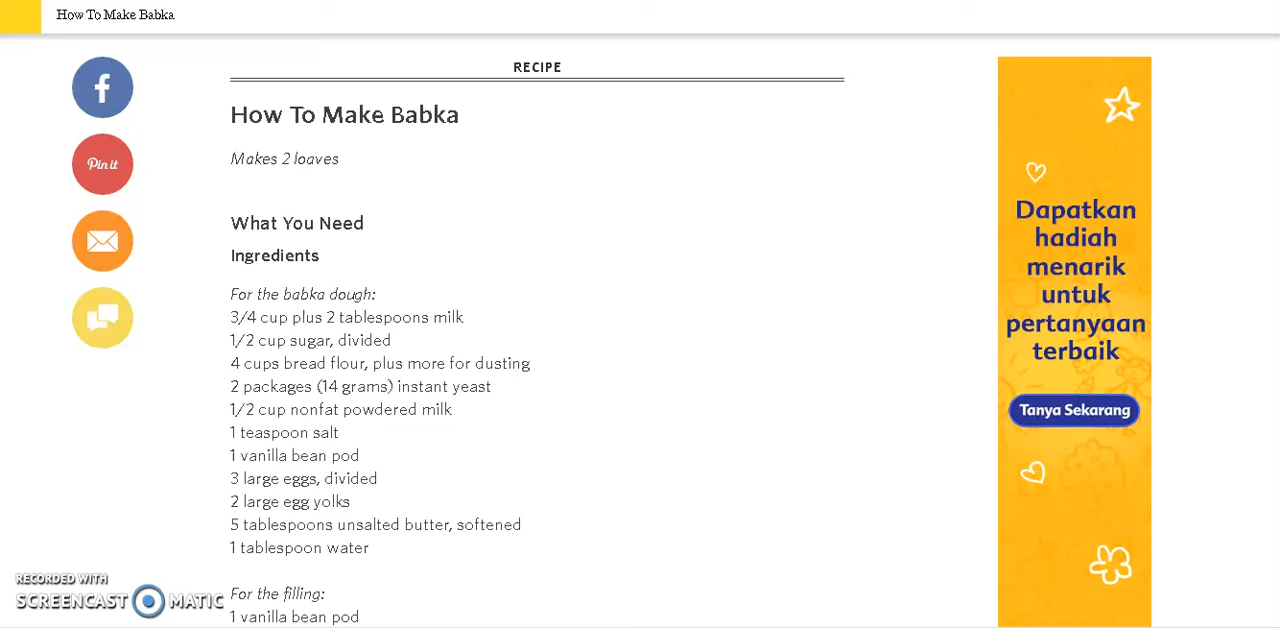 How To Make Babka
RECIPE
How To Make Babka
Makes 2 loaves
What You Need
Ingredients
For the babka dough:
3/4 cup plus 2 tablespoons milk
1/2 cup sugar, divided
4 cups bread flour, plus more for dusting
2 packages (14 grams) instant yeast
1/2 cup nonfat powdered milk
1 teaspoon salt
1 vanilla bean pod
3 large eggs, divided
2 large egg yolks
5 tablespoons unsalted butter, softened
1 tablespoon water
For the filling:
1 vanilla bean pod
f
Pin it
Dapatkan
hadiah
menarik
untuk
pertanyaan
terbaik
Tanya Sekarang
RECORDED WITH
SCREENCAST MATIC